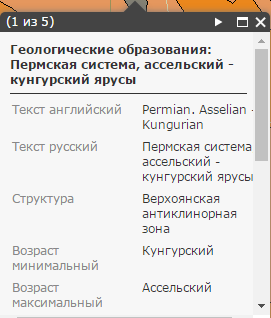 (1 из 5)
Геологические образования:
Пермская система, ассельский -
кунгурский ярусы
Текст английский Permian. Asselian -
Kungurian
Текст русский Пермская система
ассельский -
кунгурский ярусы
Структура Верхоянская
антиклинорная
зона
Возраст Кунгурский
минимальный
Возраст Ассельский
максимальный